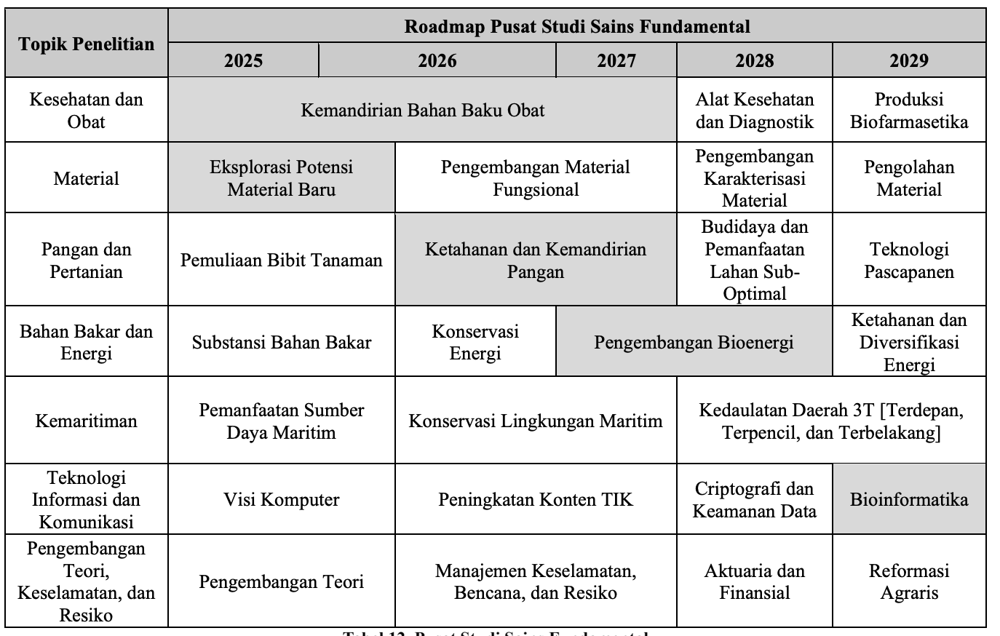 Topik Penelitian
Roadmap Pusat Studi Sains Fundamental
2025
2026
2027
2028
2029
Kesehatan dan
Obat
Kemandirian Bahan Baku Obat
Alat Kesehatan
dan Diagnostik
Produksi
Biofarmasetika
Material
Eksplorasi Potensi
Material Baru
Pengembangan Material
Fungsional
Pengembangan
Karakterisasi
Material
Pengolahan
Material
Pangan dan
Pertanian
Pemuliaan Bibit Tanaman
Ketahanan dan Kemandirian
Pangan
Budidaya dan
Pemanfaatan
Lahan Sub-
Optimal
Teknologi
Pascapanen
Bahan Bakar dan
Energi
Substansi Bahan Bakar
Konservasi
Energi
Pengembangan Bioenergi
Ketahanan dan
Diversifikasi
Energi
Kemaritiman
Pemanfaatan Sumber
Daya Maritim
Konservasi Lingkungan Maritim
Kedaulatan Daerah 3T [Terdepan,
Terpencil, dan Terbelakang]
Teknologi
Informasi dan
Komunikasi
Visi Komputer
Peningkatan Konten TIK
Criptografi dan
Keamanan Data
Bioinformatika
Pengembangan
Teori,
Keselamatan, dan
Resiko
Pengembangan Teori
Manajemen Keselamatan,
Bencana, dan Resiko
Aktuaria dan
Finansial
Reformasi
Agraris
Tabel 12. Pusat Studi Sains Fundamental